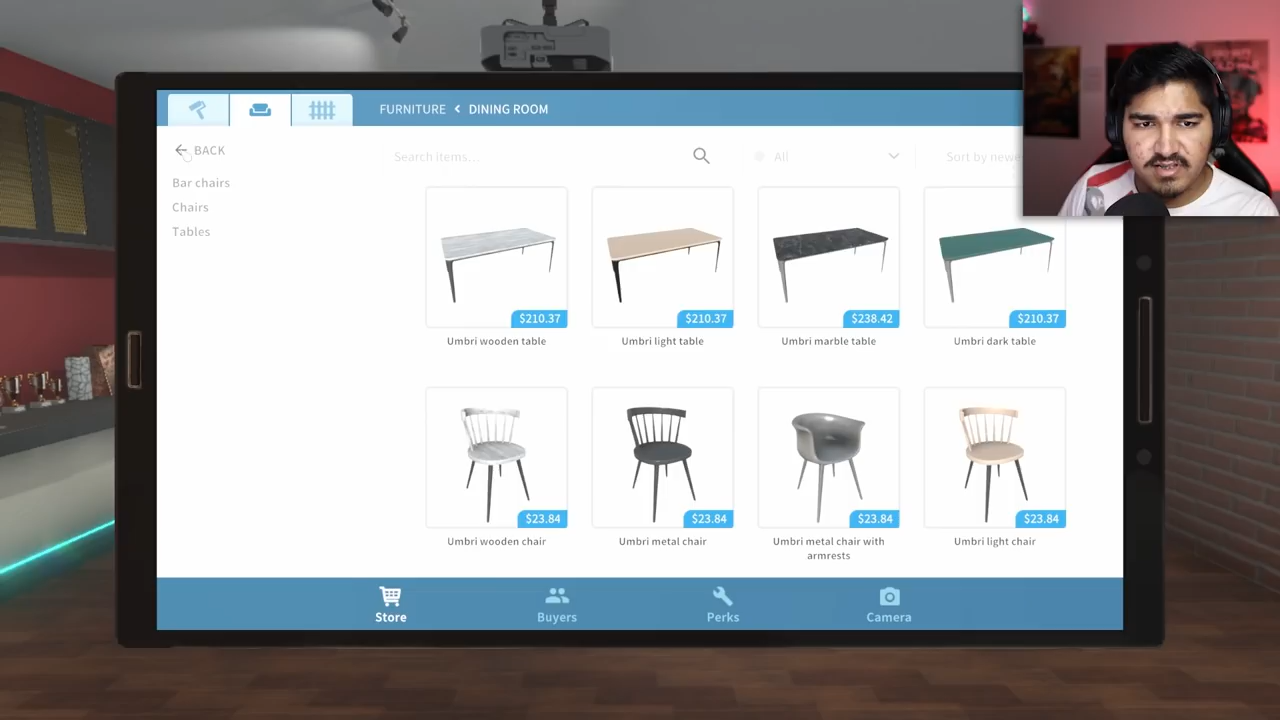 FURNITURE < DINING ROOM
BACK
Search items...
All
Sort by newe
Bar chairs
Chairs
Tables
$210.37
$210.37
$238.42
$210.37
Umbri wooden table
Umbri light table
Umbri marble table
Umbri dark table
$23.84
$23.84
$23.84
$23.84
Umbri wooden chair
Umbri metal chair
Umbri metal chair with
armrests
Umbri light chair
Store
Buyers
Perks
Camera